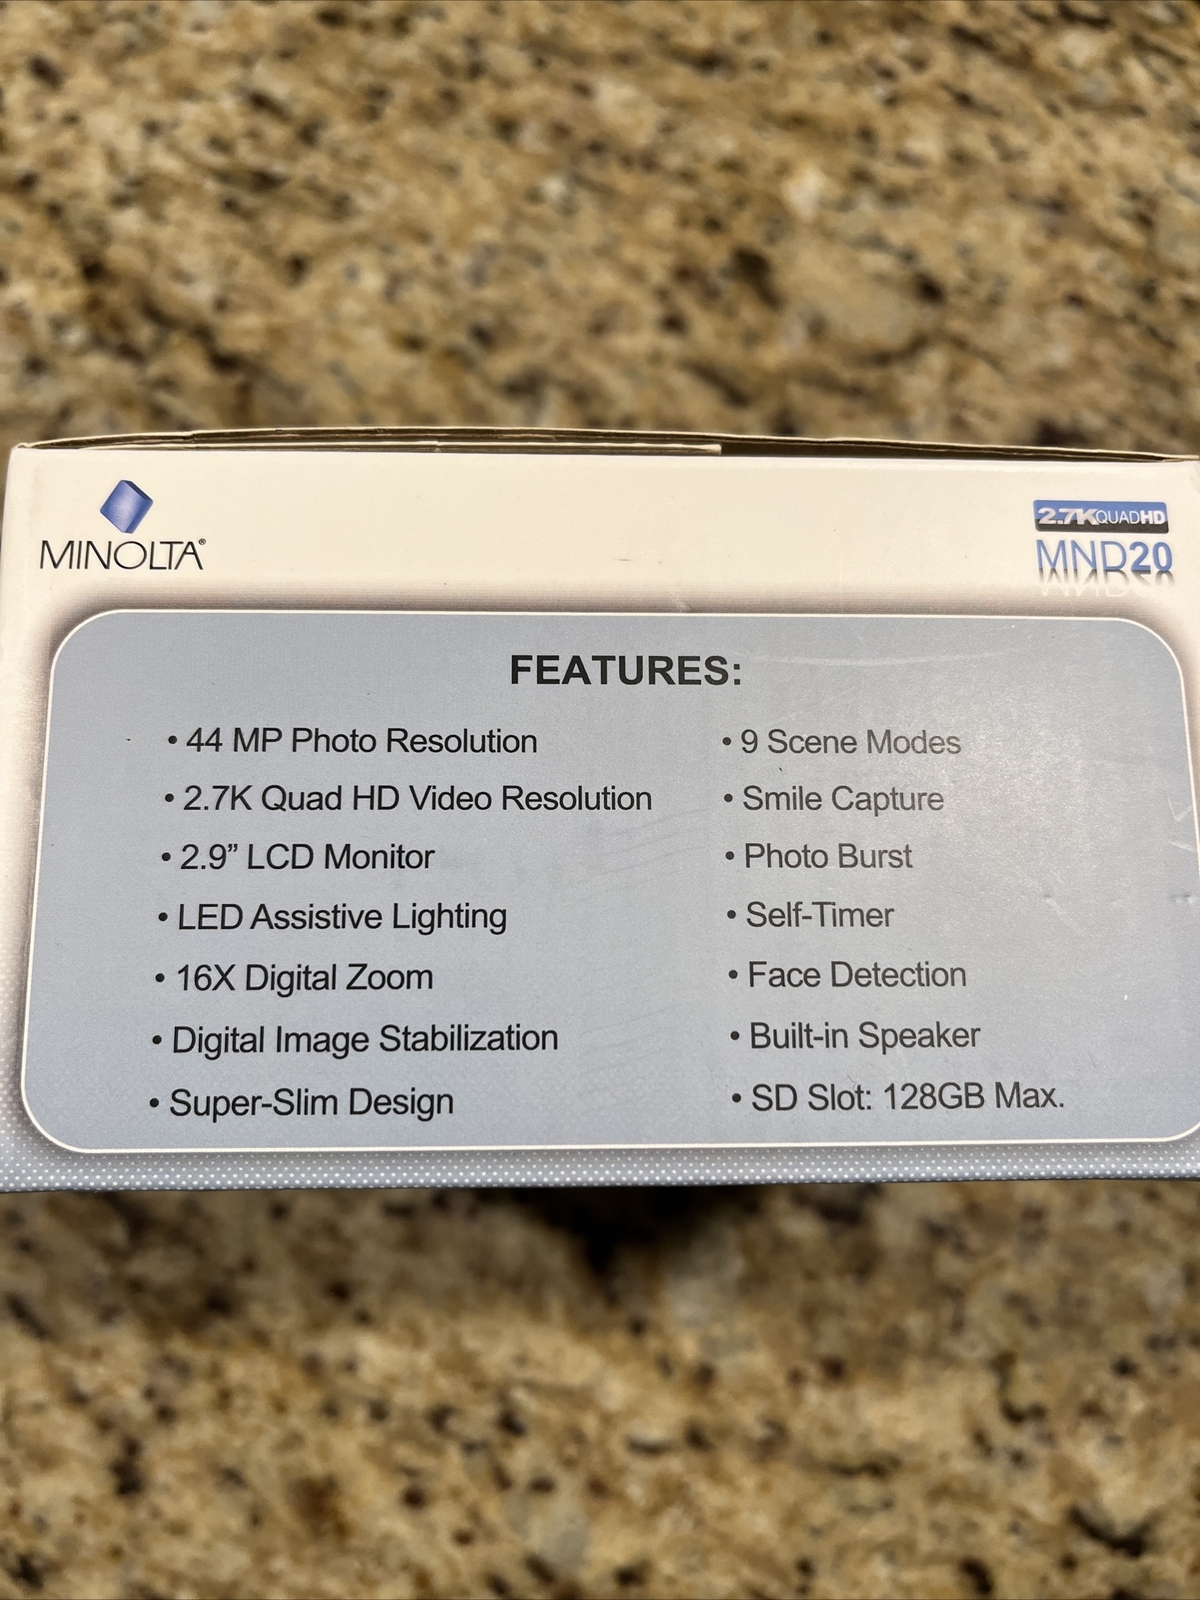 MINOLTA®
2.7K QUADHD
MND20
FEATURES:
• 44 MP Photo Resolution
• 2.7K Quad HD Video Resolution
• 2.9” LCD Monitor
• LED Assistive Lighting
• 16X Digital Zoom
• Digital Image Stabilization
• Super-Slim Design
• 9 Scene Modes
• Smile Capture
• Photo Burst
• Self-Timer
• Face Detection
• Built-in Speaker
• SD Slot: 128GB Max.